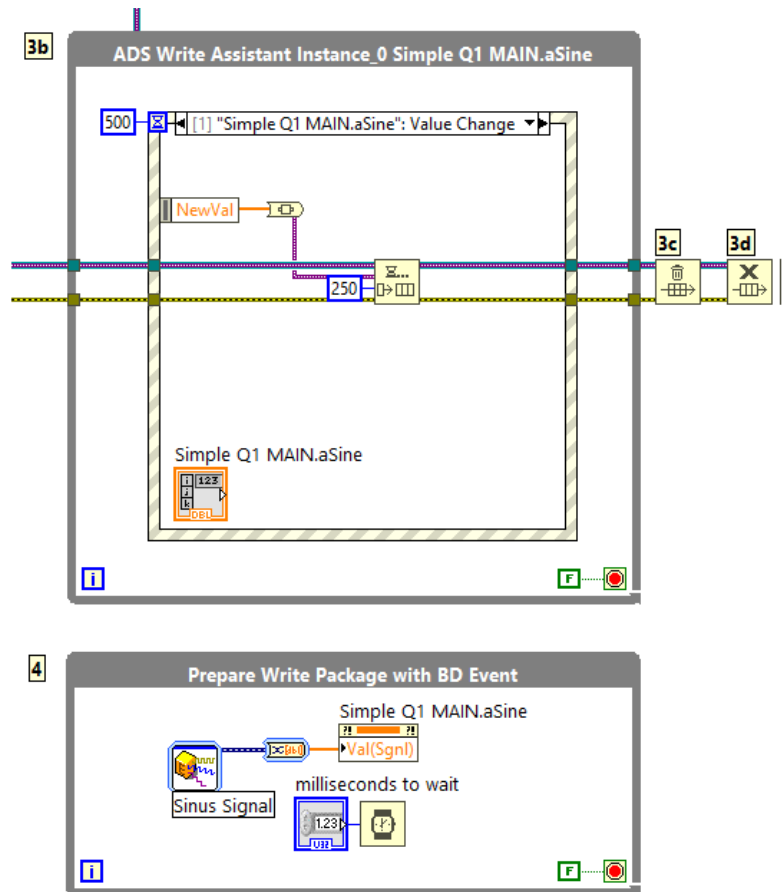 3b
ADS Write Assistant Instance_0 Simple Q1 MAIN.aSine
500
[1] "Simple Q1 MAIN.aSine": Value Change
NewVal
3c
3d
250
Simple Q1 MAIN.aSine
i
j
k
123
DBL
i
F
4
Prepare Write Package with BD Event
Simple Q1 MAIN.aSine
?! ?!
Val(Sgnl)
Sinus Signal
milliseconds to wait
1.23
U32
i
F